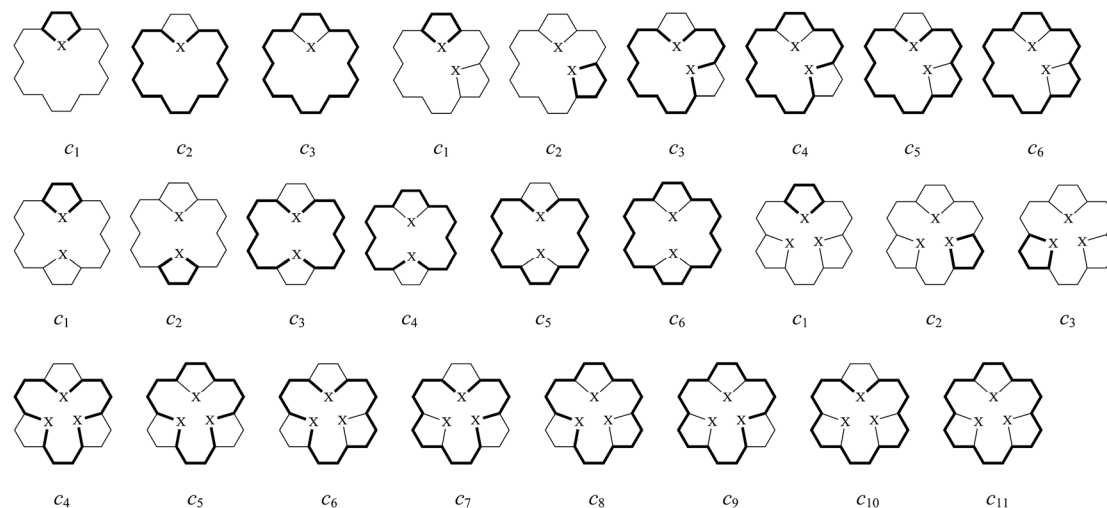 X X X X X X X X X
X X X X
c₁ c₂ c₃ c₁ c₂ c₃ c₄ c₅ c₆
X X X X X X X X X
X X X X X X X X X X X X
c₁ c₂ c₃ c₄ c₅ c₆ c₁ c₂ c₃
X X X X X X X X
X X X X X X X X X X X X X X X X
c₄ c₅ c₆ c₇ c₈ c₉ c₁₀ c₁₁